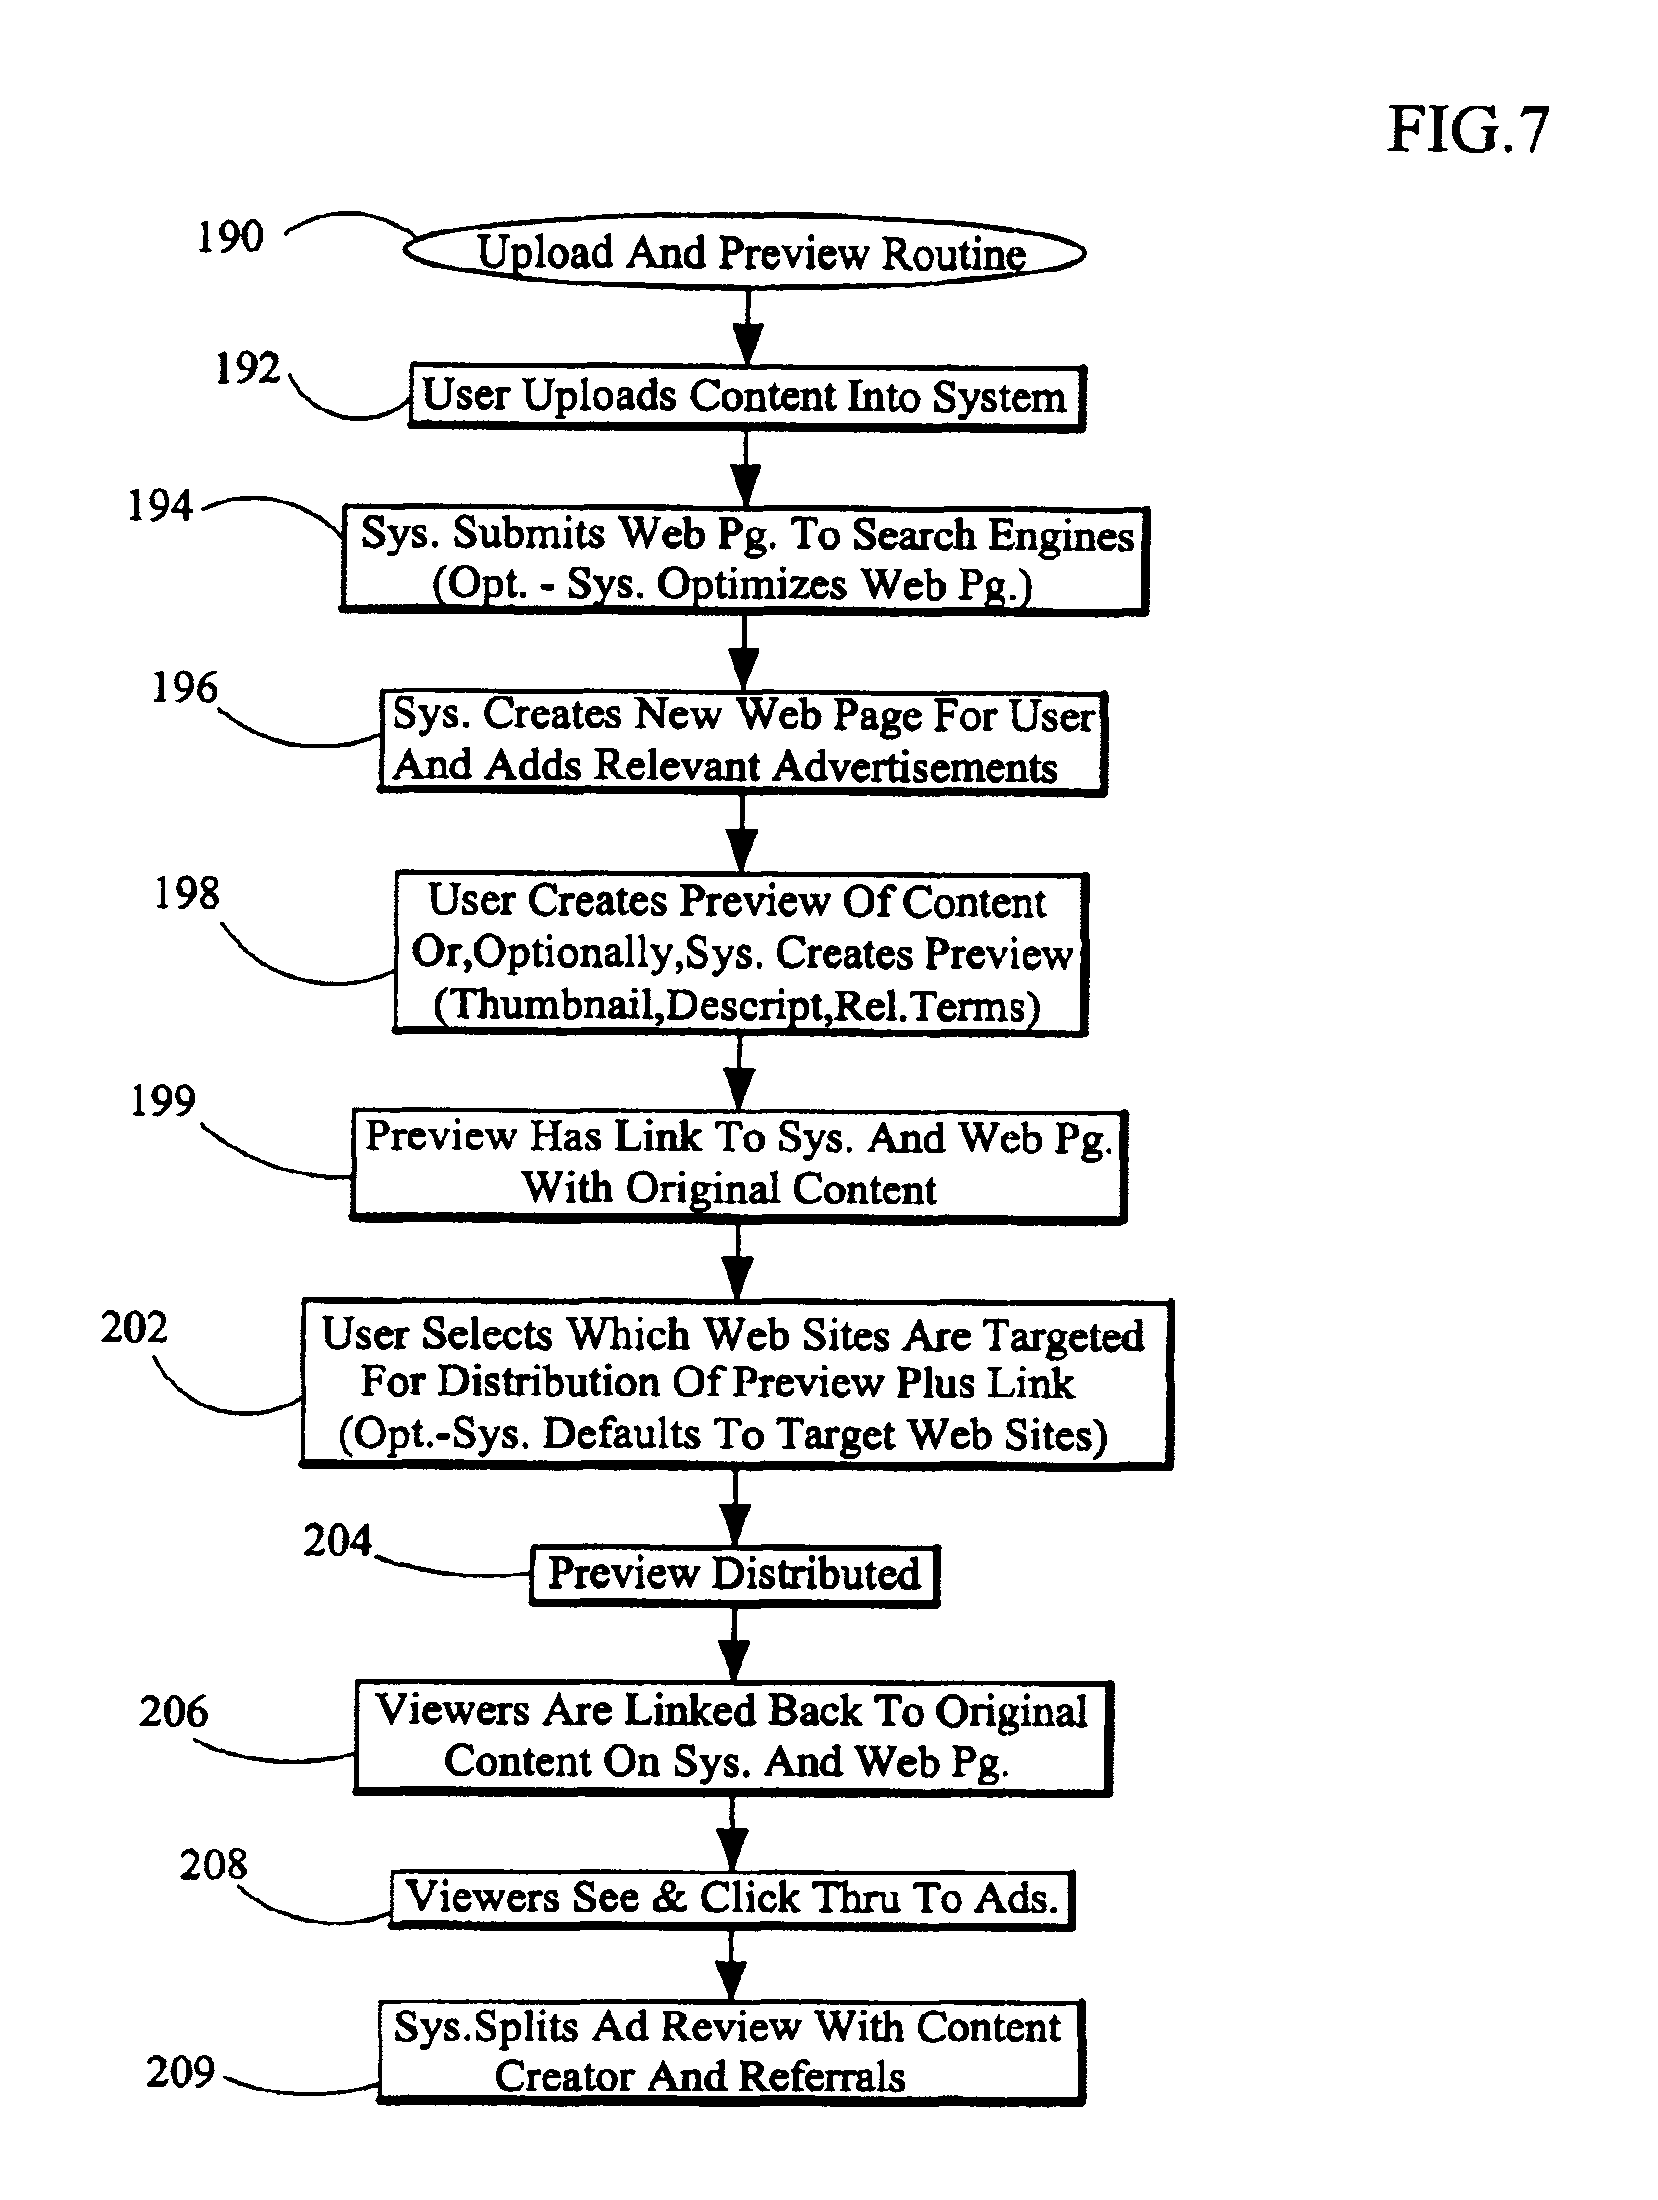 FIG.7
190
Upload And Preview Routine
192
User Uploads Content Into System
194
Sys. Submits Web Pg. To Search Engines
(Opt. - Sys. Optimizes Web Pg.)
196
Sys. Creates New Web Page For User
And Adds Relevant Advertisements
198
User Creates Preview Of Content
Or,Optionally,Sys. Creates Preview
(Thumbnail,Descript,Rel.Terms)
199
Preview Has Link To Sys. And Web Pg.
With Original Content
202
User Selects Which Web Sites Are Targeted
For Distribution Of Preview Plus Link
(Opt.-Sys. Defaults To Target Web Sites)
204
Preview Distributed
206
Viewers Are Linked Back To Original
Content On Sys. And Web Pg.
208
Viewers See & Click Thru To Ads.
Sys.Splits Ad Review With Content
Creator And Referrals
209